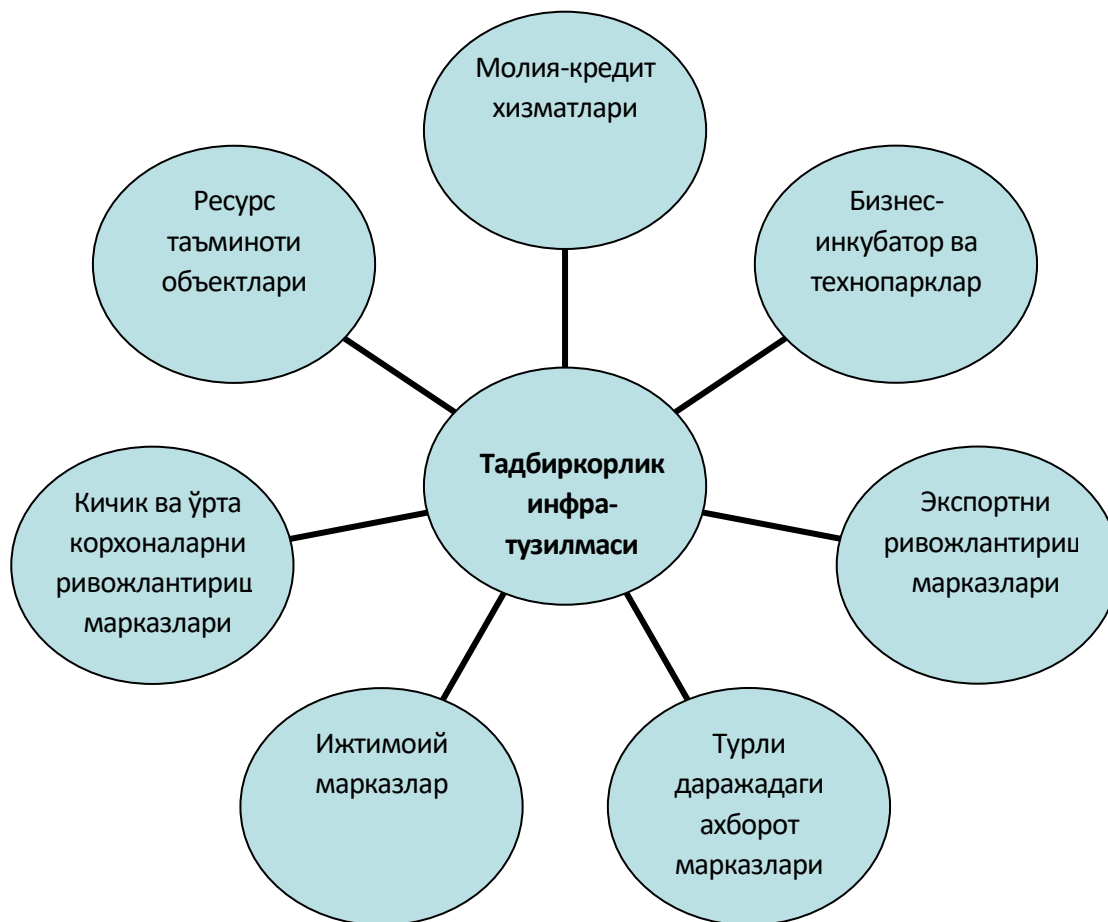 Молия-кредит
хизматлари
Ресурс
таъминоти
объектлари
Бизнес-
инкубатор ва
технопарклар
Тадбиркорлик
инфра-
тузилмаси
Кичик ва ўрта
корхоналарни
ривожлантириш
марказлари
Экспортни
ривожлантириш
марказлари
Ижтимоий
марказлар
Турли
даражадаги
ахборот
марказлари